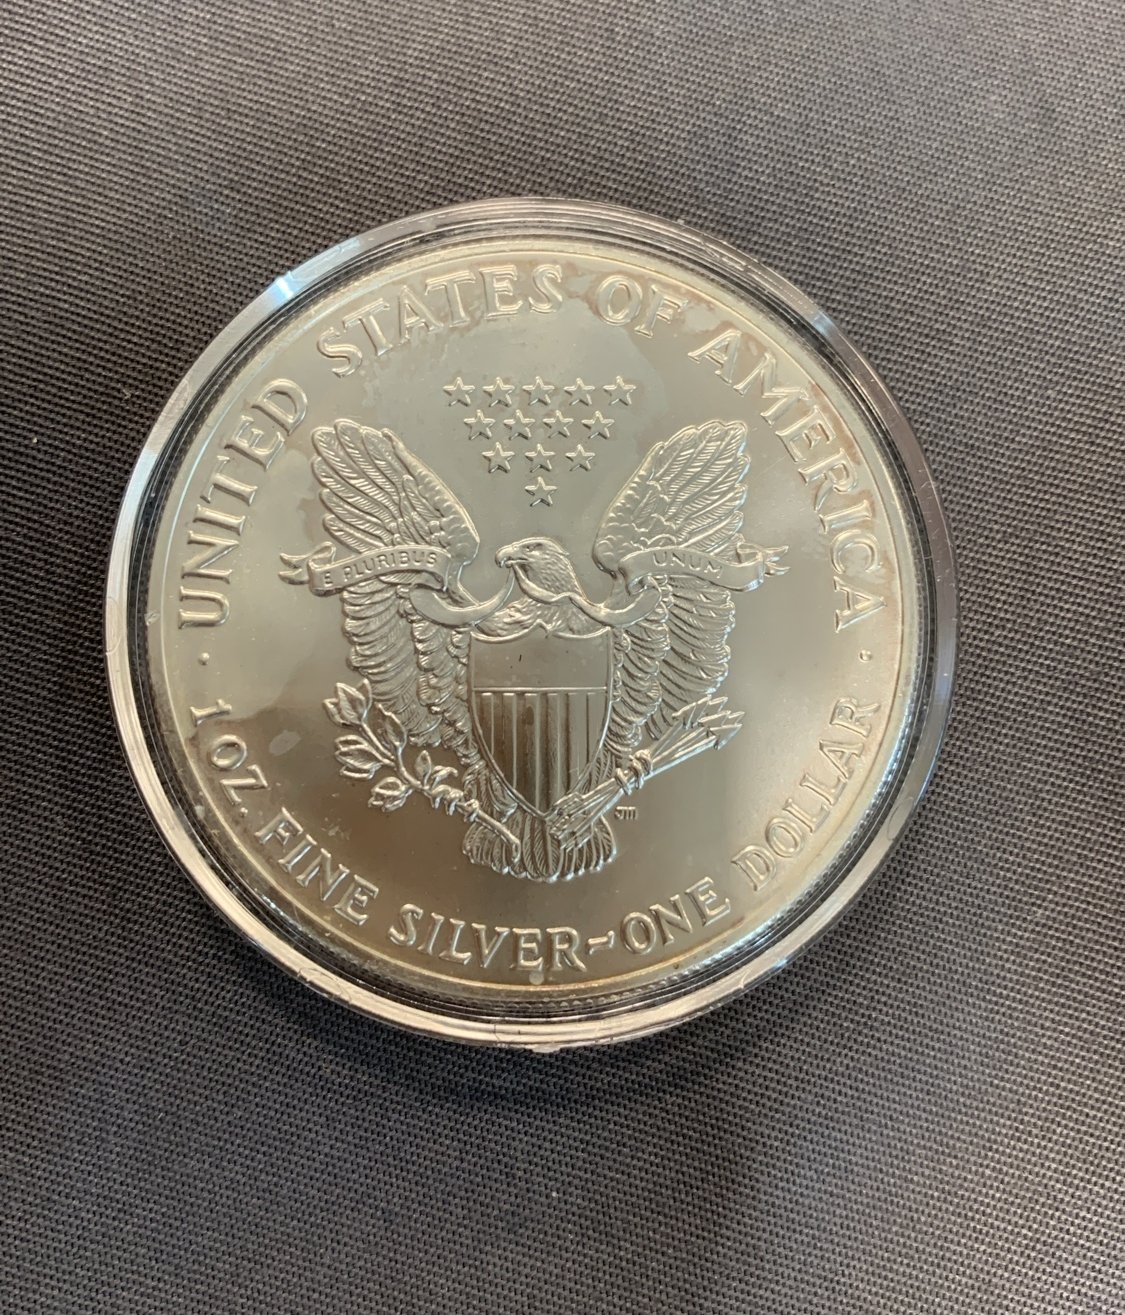 UNITED STATES OF AMERICA
E PLURIBUS UNUM
JM
1 OZ. FINE SILVER~ONE DOLLAR